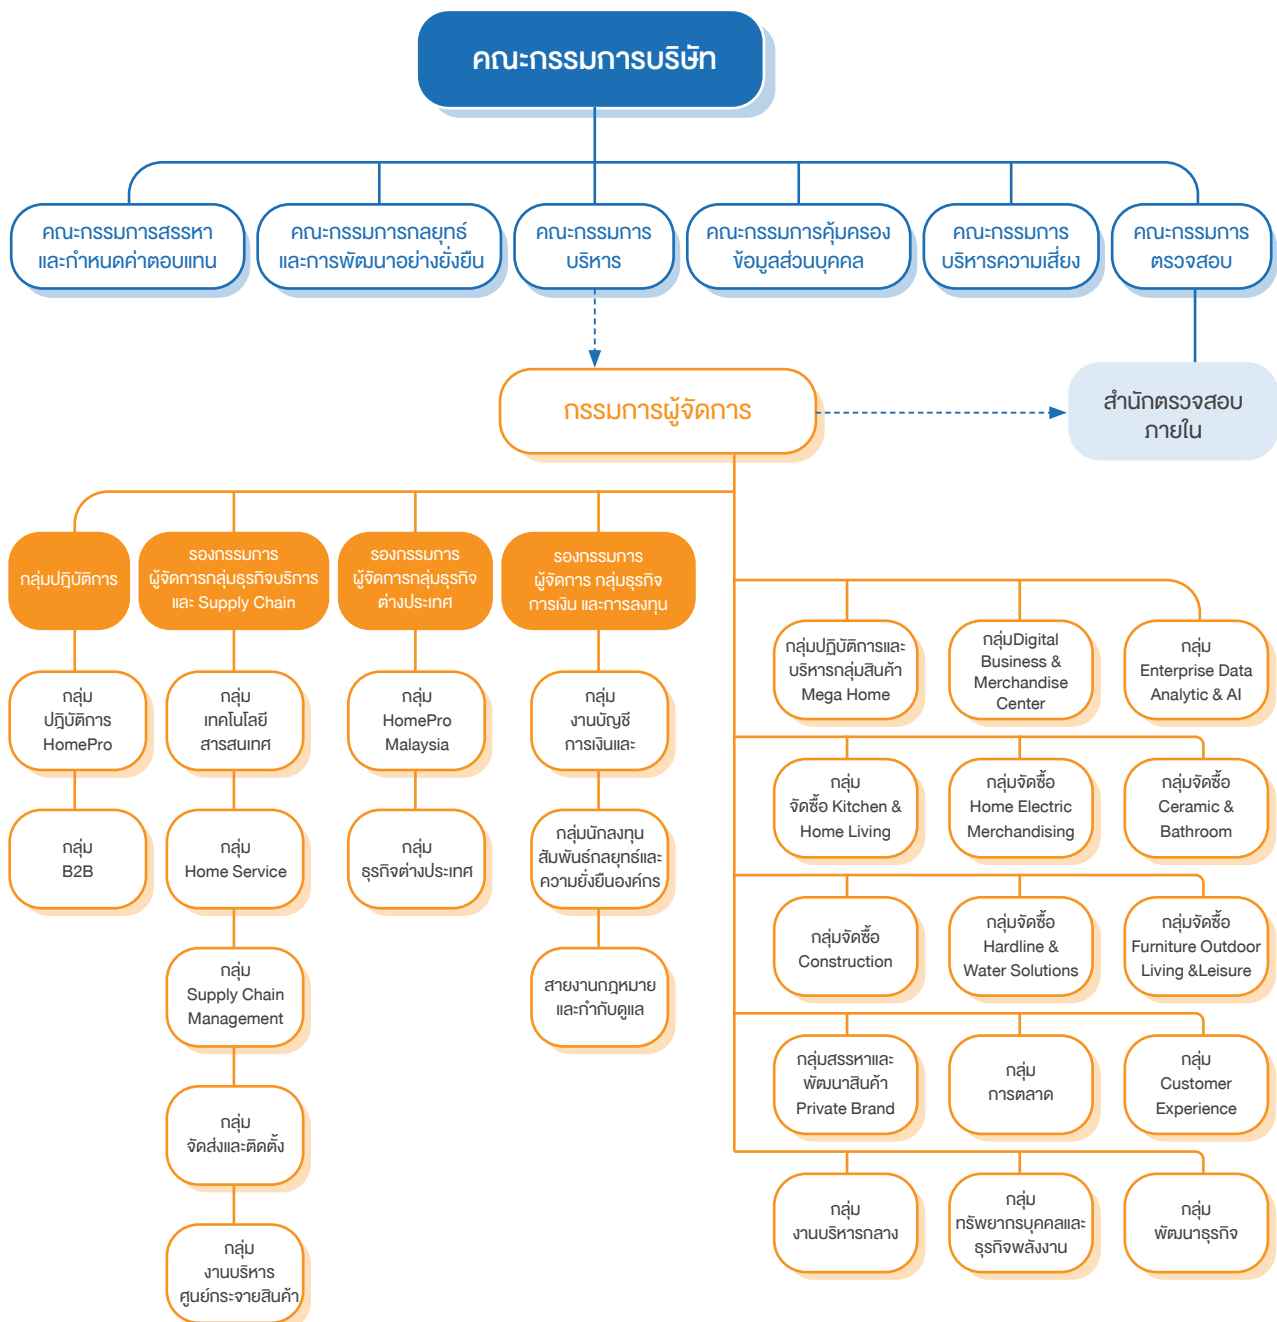 คณะกรรมการบริษัท
คณะกรรมการสรรหา
และกำหนดค่าตอบแทน
คณะกรรมการกลยุทธ์
และการพัฒนาอย่างยั่งยืน
คณะกรรมการ
บริหาร
คณะกรรมการคุ้มครอง
ข้อมูลส่วนบุคคล
คณะกรรมการ
บริหารความเสี่ยง
คณะกรรมการ
ตรวจสอบ
กรรมการผู้จัดการ
สำนักตรวจสอบ
ภายใน
กลุ่มปฏิบัติการ
รองกรรมการ
ผู้จัดการกลุ่มธุรกิจบริการ
และ Supply Chain
รองกรรมการ
ผู้จัดการกลุ่มธุรกิจ
ต่างประเทศ
รองกรรมการ
ผู้จัดการ กลุ่มธุรกิจ
การเงิน และการลงทุน
กลุ่ม
ปฏิบัติการ
HomePro
กลุ่ม
เทคโนโลยี
สารสนเทศ
กลุ่ม
HomePro
Malaysia
กลุ่ม
งานบัญชี
การเงินและ
กลุ่มปฏิบัติการและ
บริหารกลุ่มสินค้า
Mega Home
กลุ่มDigital
Business &
Merchandise
Center
กลุ่ม
Enterprise Data
Analytic & AI
กลุ่ม
B2B
กลุ่ม
Home Service
กลุ่ม
ธุรกิจต่างประเทศ
กลุ่มนักลงทุน
สัมพันธ์กลยุทธ์และ
ความยั่งยืนองค์กร
กลุ่ม
จัดซื้อ Kitchen &
Home Living
กลุ่มจัดซื้อ
Home Electric
Merchandising
กลุ่มจัดซื้อ
Ceramic &
Bathroom
กลุ่ม
Supply Chain
Management
สายงานกฎหมาย
และกำกับดูแล
กลุ่มจัดซื้อ
Construction
กลุ่มจัดซื้อ
Hardline &
Water Solutions
กลุ่มจัดซื้อ
Furniture Outdoor
Living &Leisure
กลุ่ม
จัดส่งและติดตั้ง
กลุ่มสรรหาและ
พัฒนาสินค้า
Private Brand
กลุ่ม
การตลาด
กลุ่ม
Customer
Experience
กลุ่ม
งานบริหาร
ศูนย์กระจายสินค้า
กลุ่ม
งานบริหารกลาง
กลุ่ม
ทรัพยากรบุคคลและ
ธุรกิจพลังงาน
กลุ่ม
พัฒนาธุรกิจ